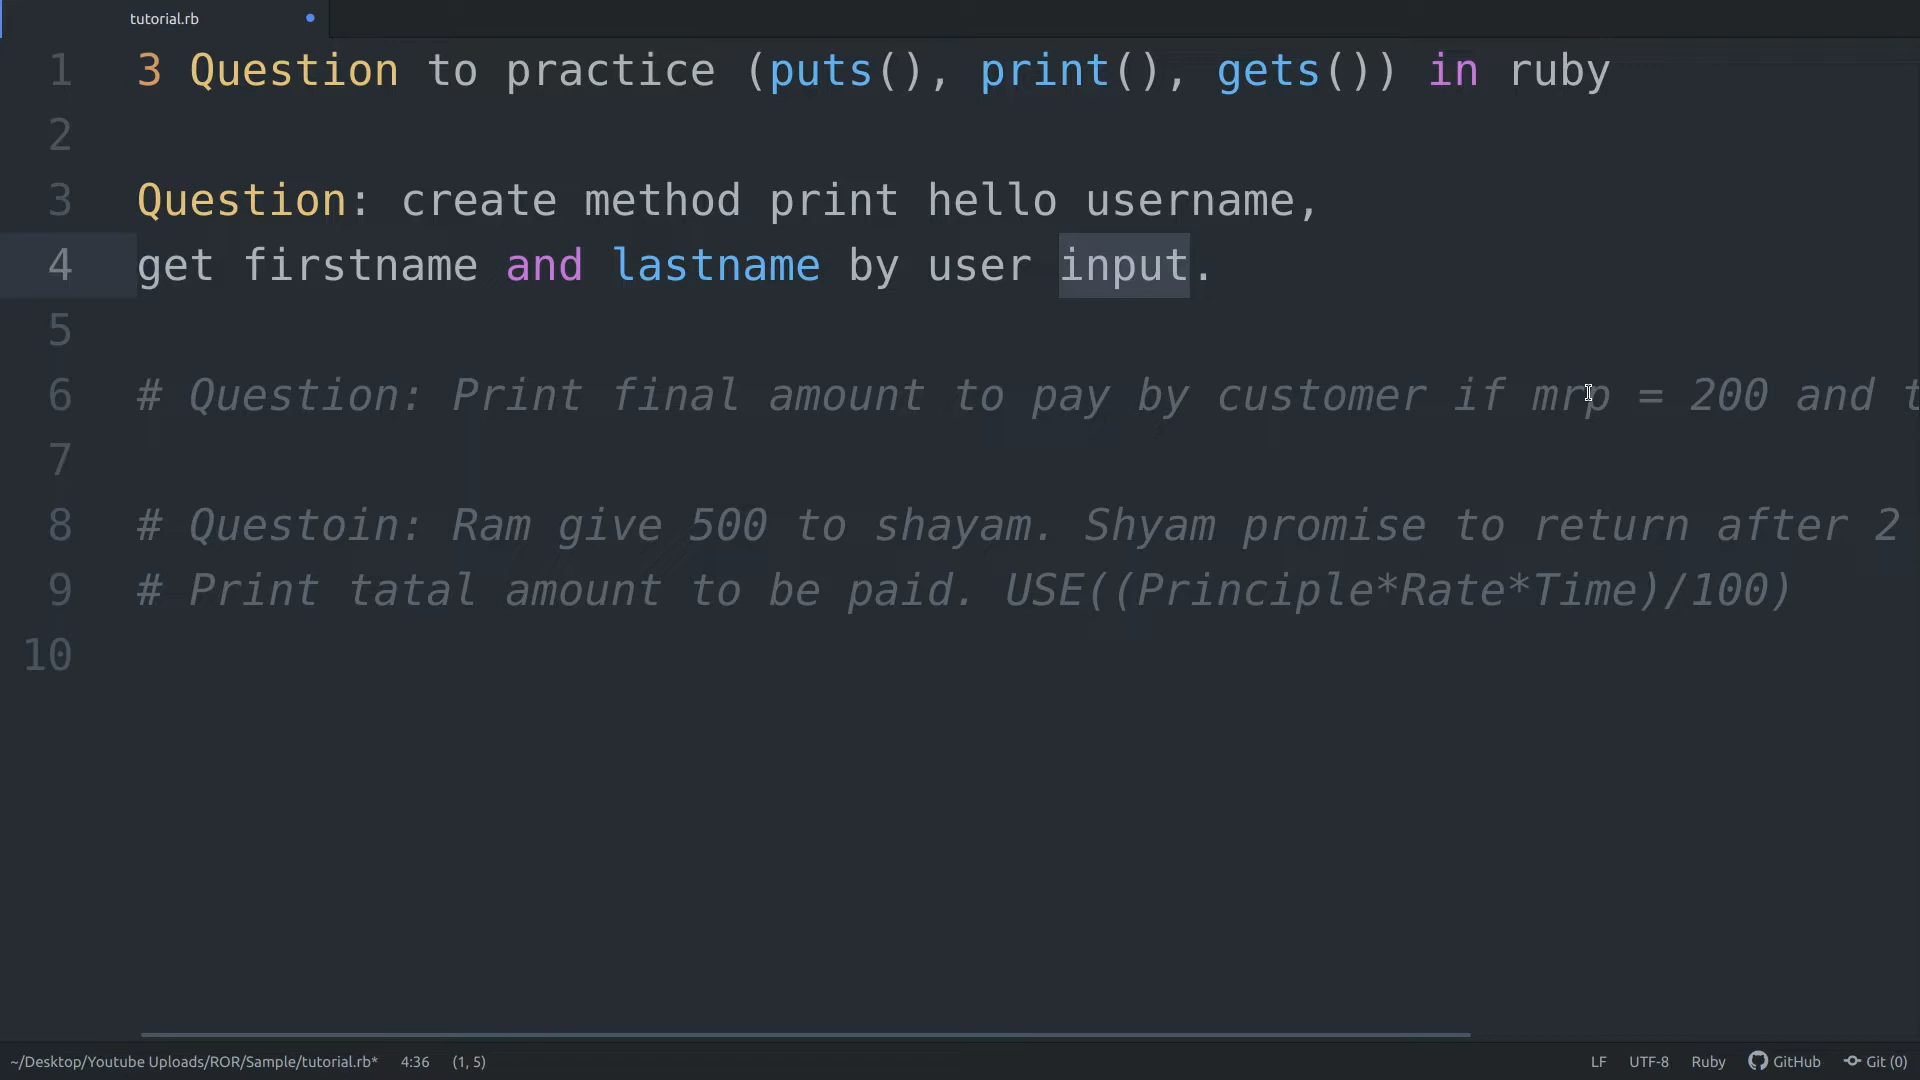 tutorial.rb
1 3 Question to practice (puts(), print(), gets()) in ruby
2
3 Question: create method print hello username,
4 get firstname and lastname by user input.
5
6 # Question: Print final amount to pay by customer if mrp = 200 and t
7
8 # Questoin: Ram give 500 to shayam. Shyam promise to return after 2
9 # Print tatal amount to be paid. USE((Principle*Rate*Time)/100)
10
~/Desktop/Youtube Uploads/ROR/Sample/tutorial.rb* 4:36 (1, 5) LF UTF-8 Ruby GitHub Git (0)